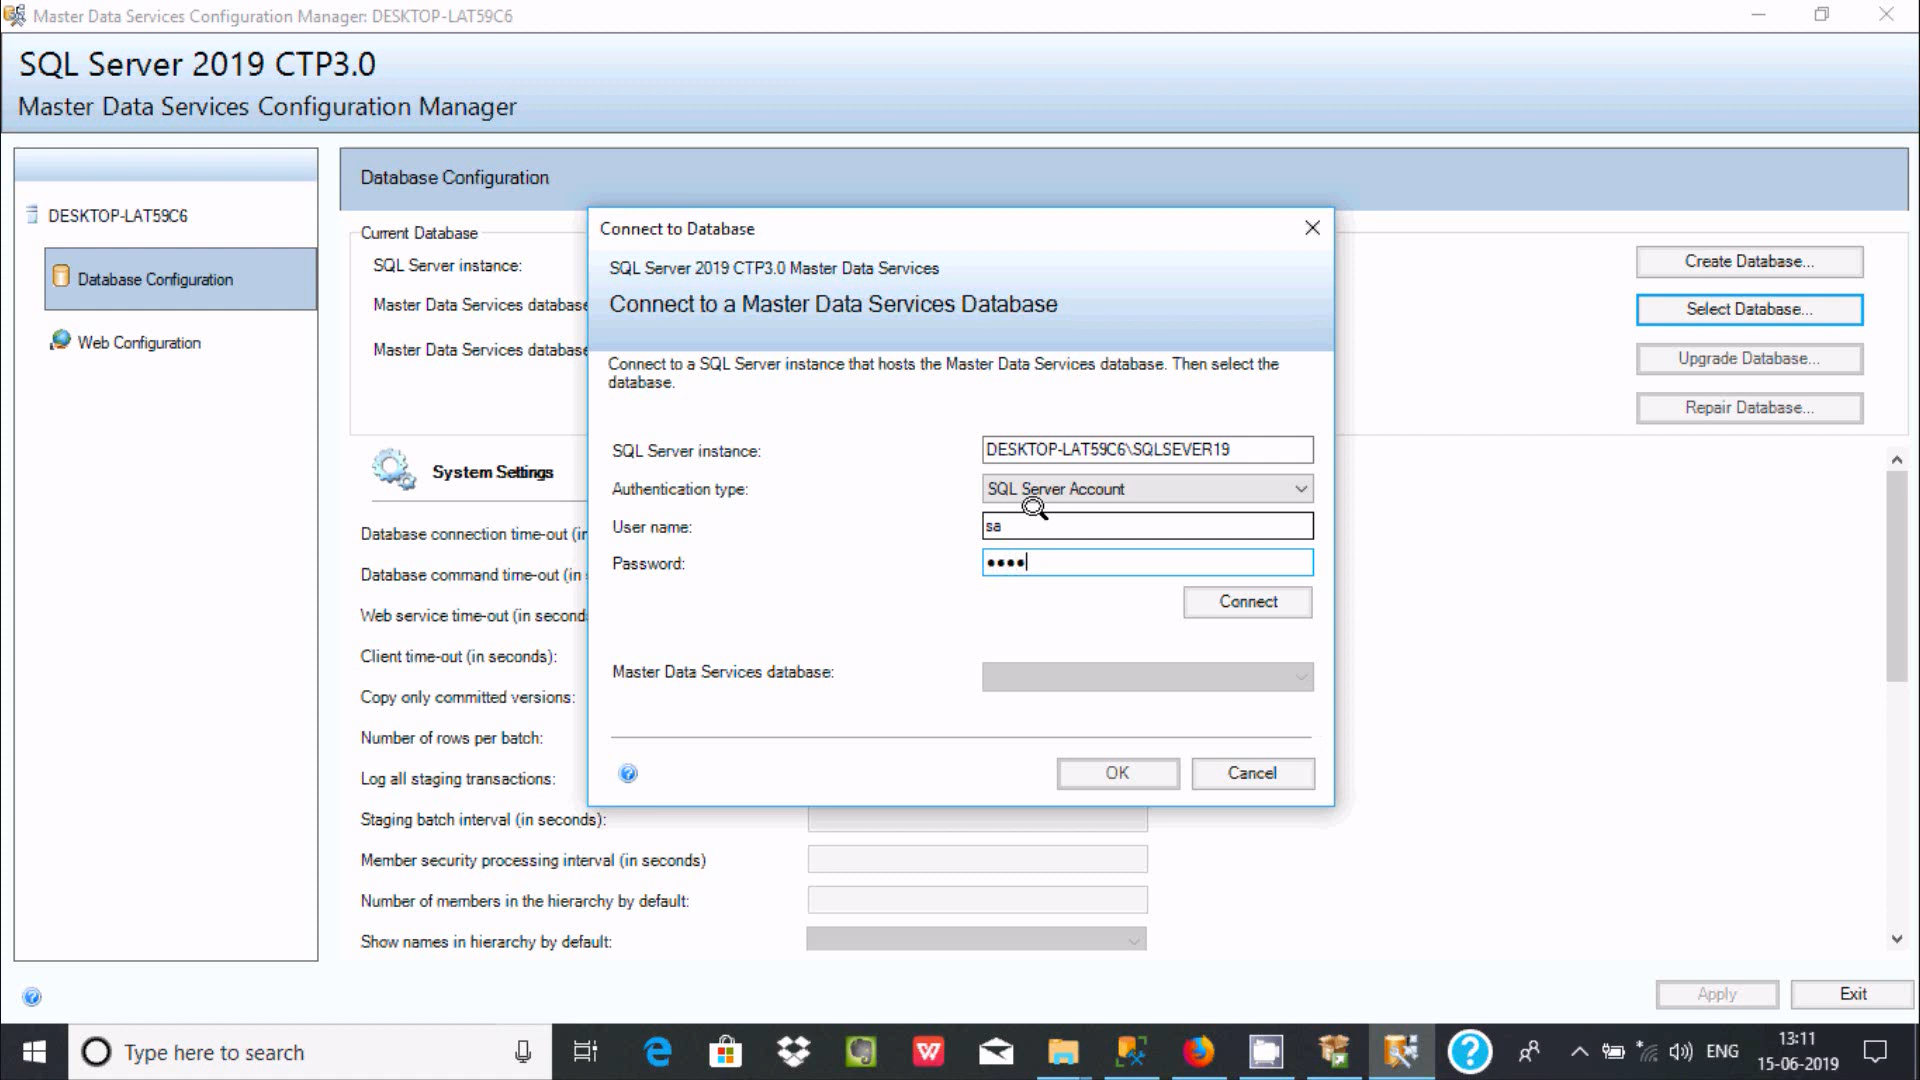 Master Data Services Configuration Manager: DESKTOP-LAT59C6
SQL Server 2019 CTP3.0
Master Data Services Configuration Manager
DESKTOP-LAT59C6
Database Configuration
Web Configuration
Database Configuration
Current Database
SQL Server instance:
Master Data Services database
Master Data Services database
Create Database...
Select Database...
Upgrade Database...
Repair Database...
System Settings
Database connection time-out (in
Database command time-out (in
Web service time-out (in second
Client time-out (in seconds):
Copy only committed versions:
Number of rows per batch:
Log all staging transactions:
Staging batch interval (in seconds):
Member security processing interval (in seconds)
Number of members in the hierarchy by default:
Show names in hierarchy by default:
Connect to Database
SQL Server 2019 CTP3.0 Master Data Services
Connect to a Master Data Services Database
Connect to a SQL Server instance that hosts the Master Data Services database. Then select the
database.
SQL Server instance: DESKTOP-LAT59C6\SQLSEVER19
Authentication type: SQL Server Account
User name: sa
Password: ••••
Connect
Master Data Services database:
OK Cancel
Apply Exit
Type here to search
ENG
13:11
15-06-2019